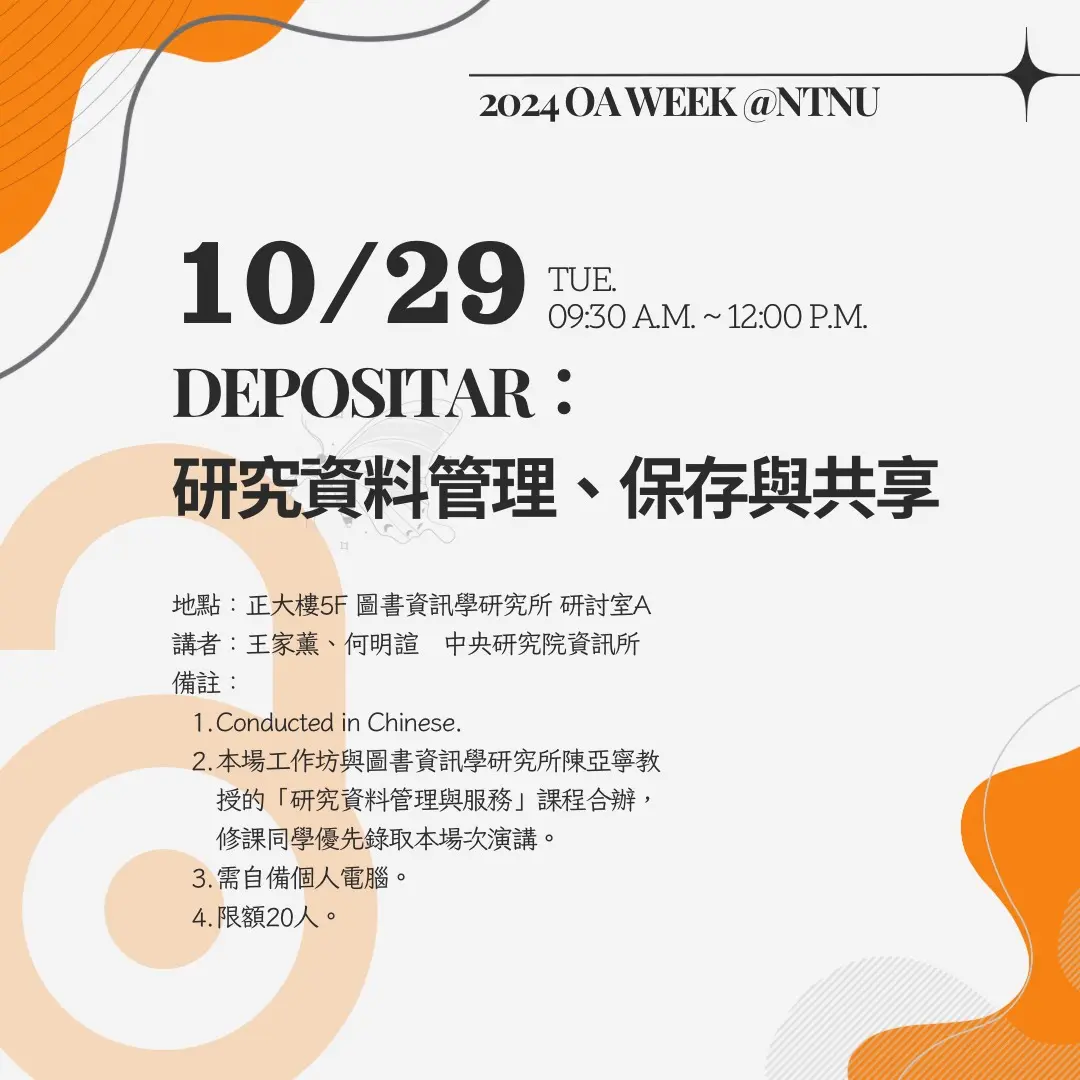 2024 OA WEEK @NTNU
10/29
TUE.
09:30 A.M. ~ 12:00 P.M.
DEPOSITAR：
研究資料管理、保存與共享
地點：正大樓5F 圖書資訊學研究所 研討室A
講者：王家薰、何明諠　中央研究院資訊所
備註：
1. Conducted in Chinese.
2. 本場工作坊與圖書資訊學研究所陳亞寧教
授的「研究資料管理與服務」課程合辦，
修課同學優先錄取本場次演講。
3. 需自備個人電腦。
4. 限額20人。